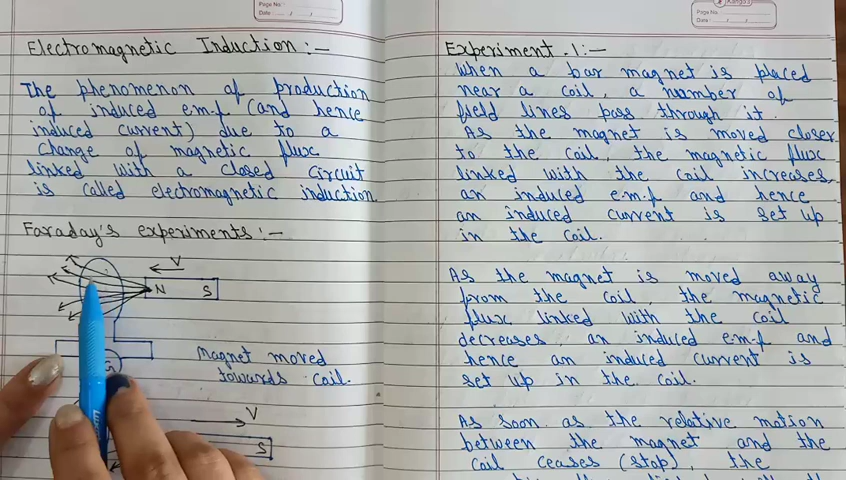 Page No.:
Date: / /
Electromagnetic Induction:-
The phenomenon of production
of induced e.m.f (and hence
induced current) due to a
change of magnetic flux
linked with a closed circuit
is called electromagnetic induction.
Faraday's experiments:-
V
N S
G
Magnet moved
towards coil.
V
S
Page No.:
Date: / /
Experiment.1:-
When a bar magnet is placed
near a coil, a number of
field lines pass through it.
As the magnet is moved closer
to the coil, the magnetic flux
linked with the coil increases,
an induced e.m.f and hence
an induced current is set up
in the coil.
As the magnet is moved away
from the coil, the magnetic
flux linked with the coil
decreases an induced e.m.f and
hence an induced current is
set up in the coil.
As soon as the relative motion
between the magnet and the
coil ceases (stop), the